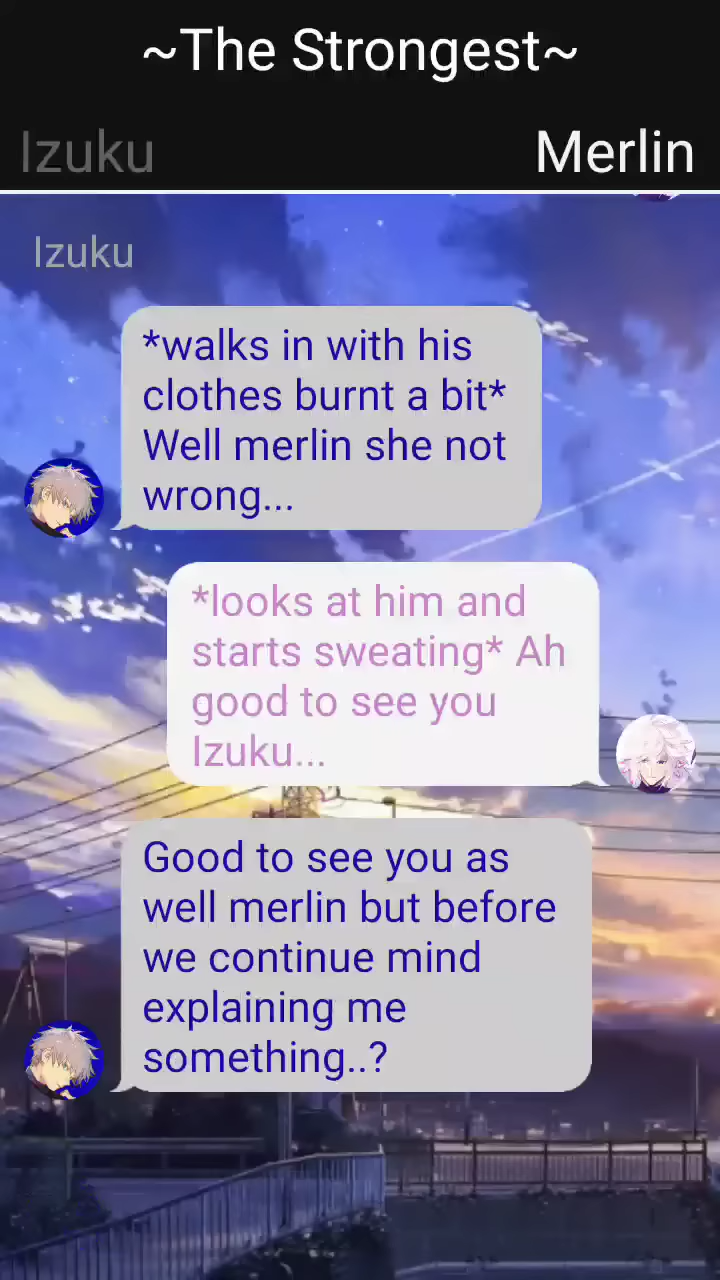 ~The Strongest~
Izuku
Merlin
Izuku
*walks in with his
clothes burnt a bit*
Well merlin she not
wrong...
*looks at him and
starts sweating* Ah
good to see you
Izuku...
Good to see you as
well merlin but before
we continue mind
explaining me
something..?